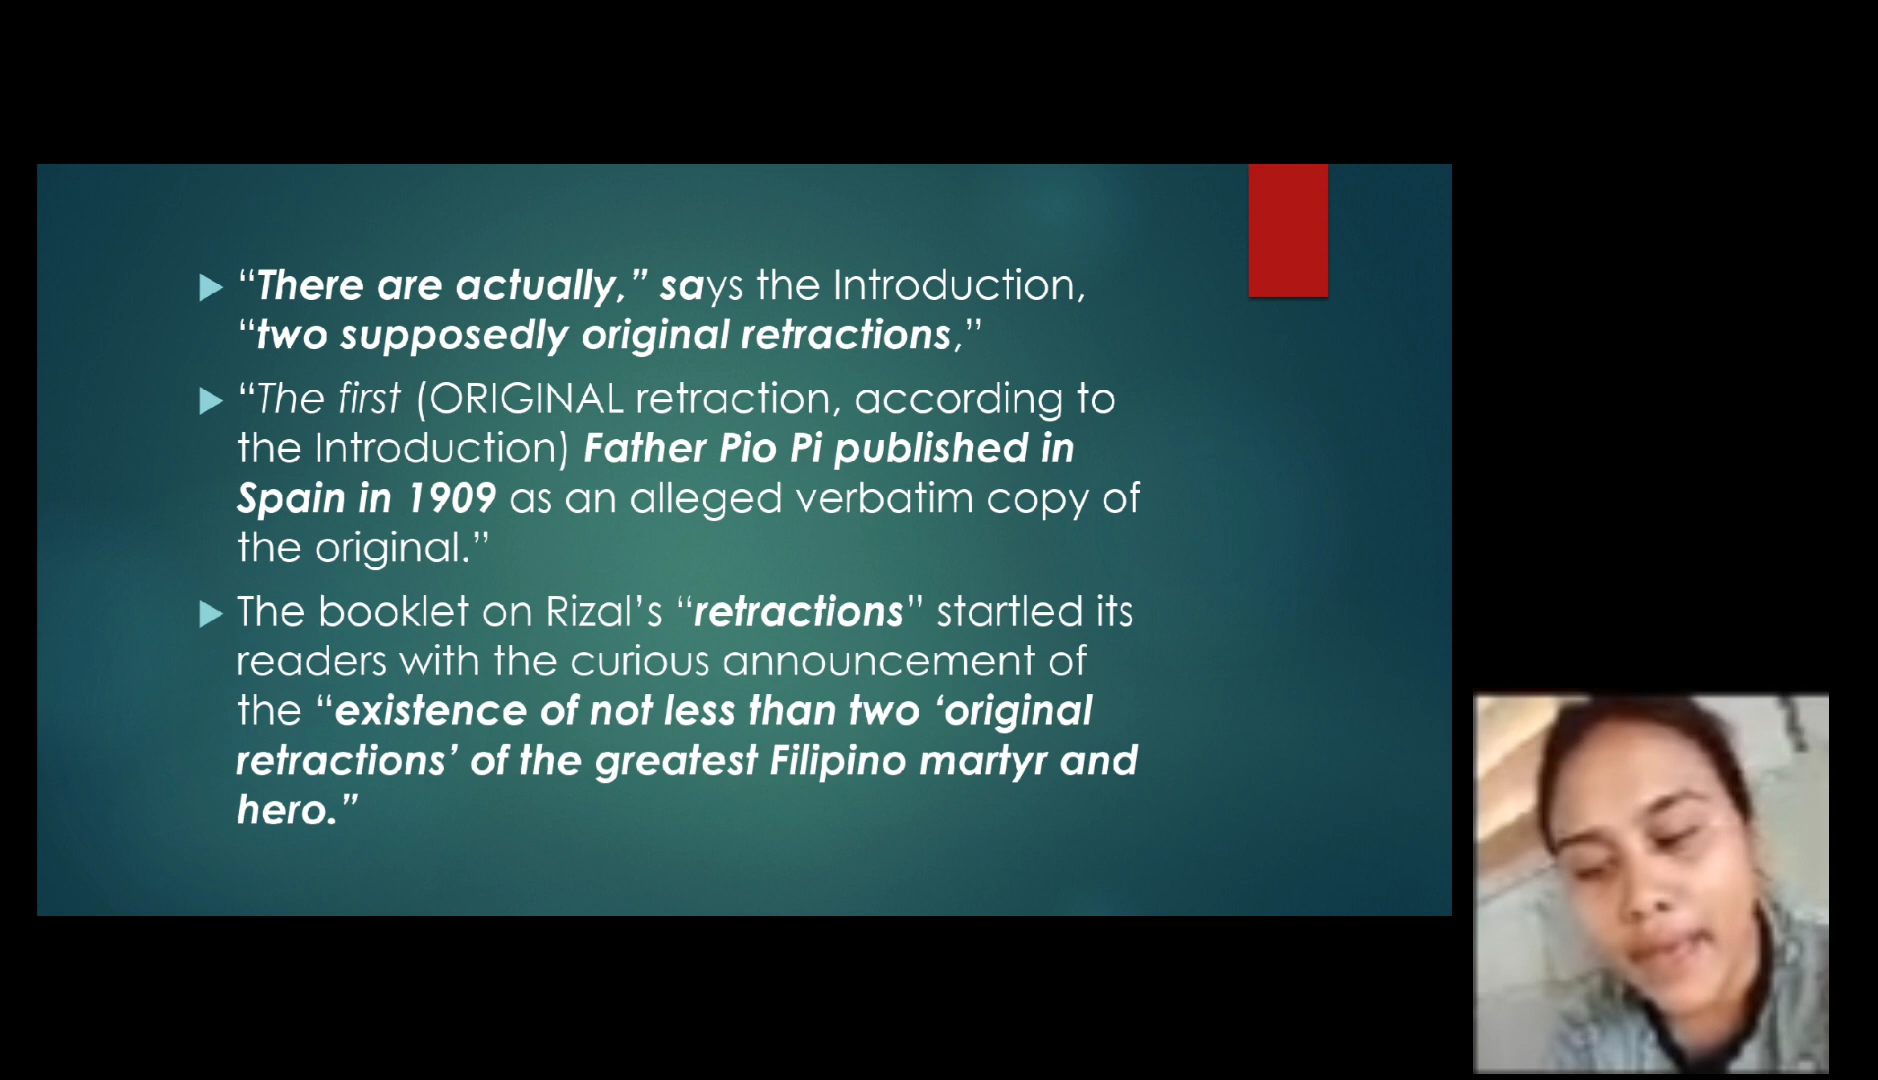 “There are actually,” says the Introduction,
“two supposedly original retractions,”
“The first (ORIGINAL retraction, according to
the Introduction) Father Pio Pi published in
Spain in 1909 as an alleged verbatim copy of
the original.”
The booklet on Rizal’s “retractions” startled its
readers with the curious announcement of
the “existence of not less than two ‘original
retractions’ of the greatest Filipino martyr and
hero.”